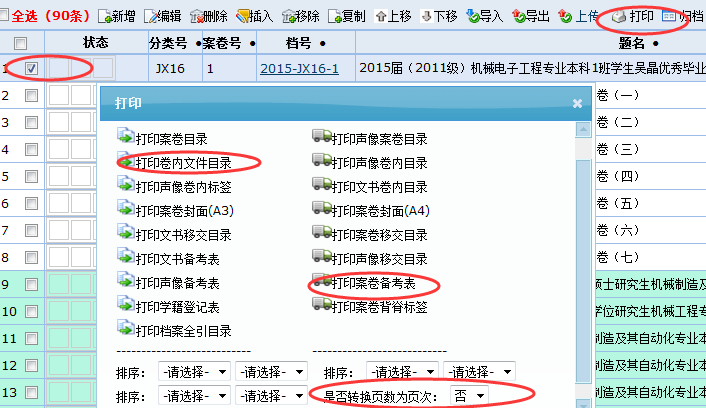 全选（90条） 新增 编辑 删除 插入 移除 复制 上移 下移 导入 导出 上传 打印 归档
状态 分类号 案卷号 档号 题名
1 JX16 1 2015-JX16-1 2015届（2011级）机械电子工程专业本科1班学生吴晶优秀毕业
打印
2 卷（一）
打印案卷目录 打印声像案卷目录
3 卷（二）
4 卷（三）
打印卷内文件目录 打印声像卷内目录
5 卷（四）
打印声像卷内标签 打印文书卷内目录
6 卷（五）
打印案卷封面(A3) 打印案卷封面(A4)
7 卷（六）
打印文书移交目录 打印案卷移交目录
8 卷（七）
打印文书备考表 打印声像移交目录
9 硕士研究生机械制造及
打印声像备考表 打印案卷备考表
10 学位研究生机械工程专
打印学籍登记表 打印案卷背脊标签
11 制造及其自动化专业本
打印档案全引目录
12 制造及其自动化专业本
排序： -请选择- -请选择- 排序： -请选择- -请选择-
13 制造及其自动化专业本
排序： -请选择- -请选择- 是否转换页数为页次： 否